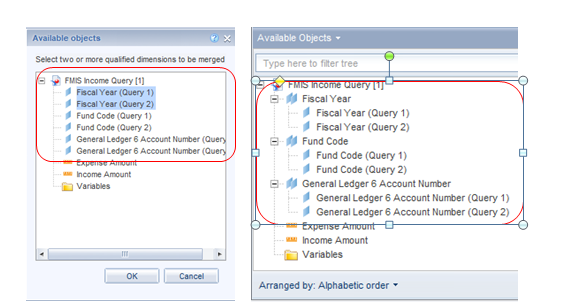 Available objects
Select two or more qualified dimensions to be merged
FMIS Income Query [1]
Fiscal Year (Query 1)
Fiscal Year (Query 2)
Fund Code (Query 1)
Fund Code (Query 2)
General Ledger 6 Account Number (Query
General Ledger 6 Account Number (Query
Expense Amount
Income Amount
Variables
OK
Cancel
Available Objects
Type here to filter tree
FMIS Income Query [1]
Fiscal Year
Fiscal Year (Query 1)
Fiscal Year (Query 2)
Fund Code
Fund Code (Query 1)
Fund Code (Query 2)
General Ledger 6 Account Number
General Ledger 6 Account Number (Query 1)
General Ledger 6 Account Number (Query 2)
Expense Amount
Income Amount
Variables
Arranged by: Alphabetic order